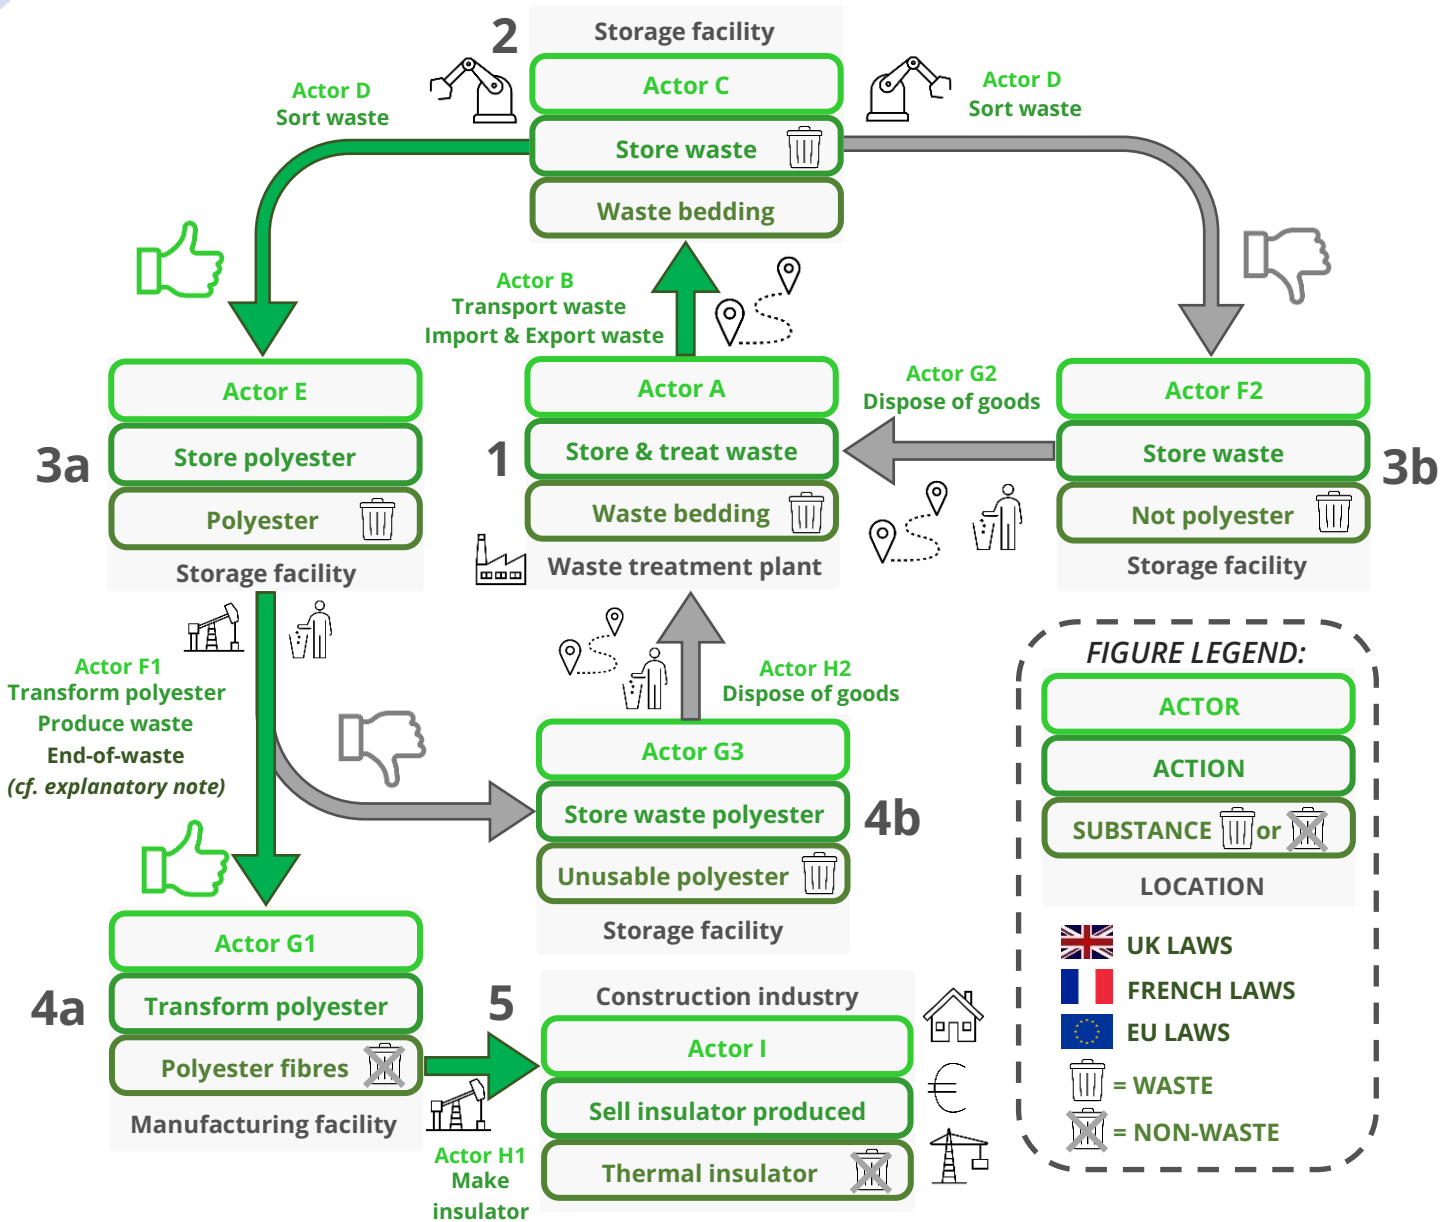 2
Storage facility
Actor C
Store waste
Waste bedding
Actor D
Sort waste
Actor D
Sort waste
Actor B
Transport waste
Import & Export waste
3a
Actor E
Store polyester
Polyester
Storage facility
1
Actor A
Store & treat waste
Waste bedding
Waste treatment plant
Actor G2
Dispose of goods
Actor F2
Store waste
Not polyester
Storage facility
3b
Actor F1
Transform polyester
Produce waste
End-of-waste
(cf. explanatory note)
Actor H2
Dispose of goods
Actor G3
Store waste polyester
Unusable polyester
Storage facility
4b
4a
Actor G1
Transform polyester
Polyester fibres
Manufacturing facility
Actor H1
Make
insulator
5
Construction industry
Actor I
Sell insulator produced
Thermal insulator
€
FIGURE LEGEND:
ACTOR
ACTION
SUBSTANCE or
LOCATION
UK LAWS
FRENCH LAWS
EU LAWS
= WASTE
= NON-WASTE